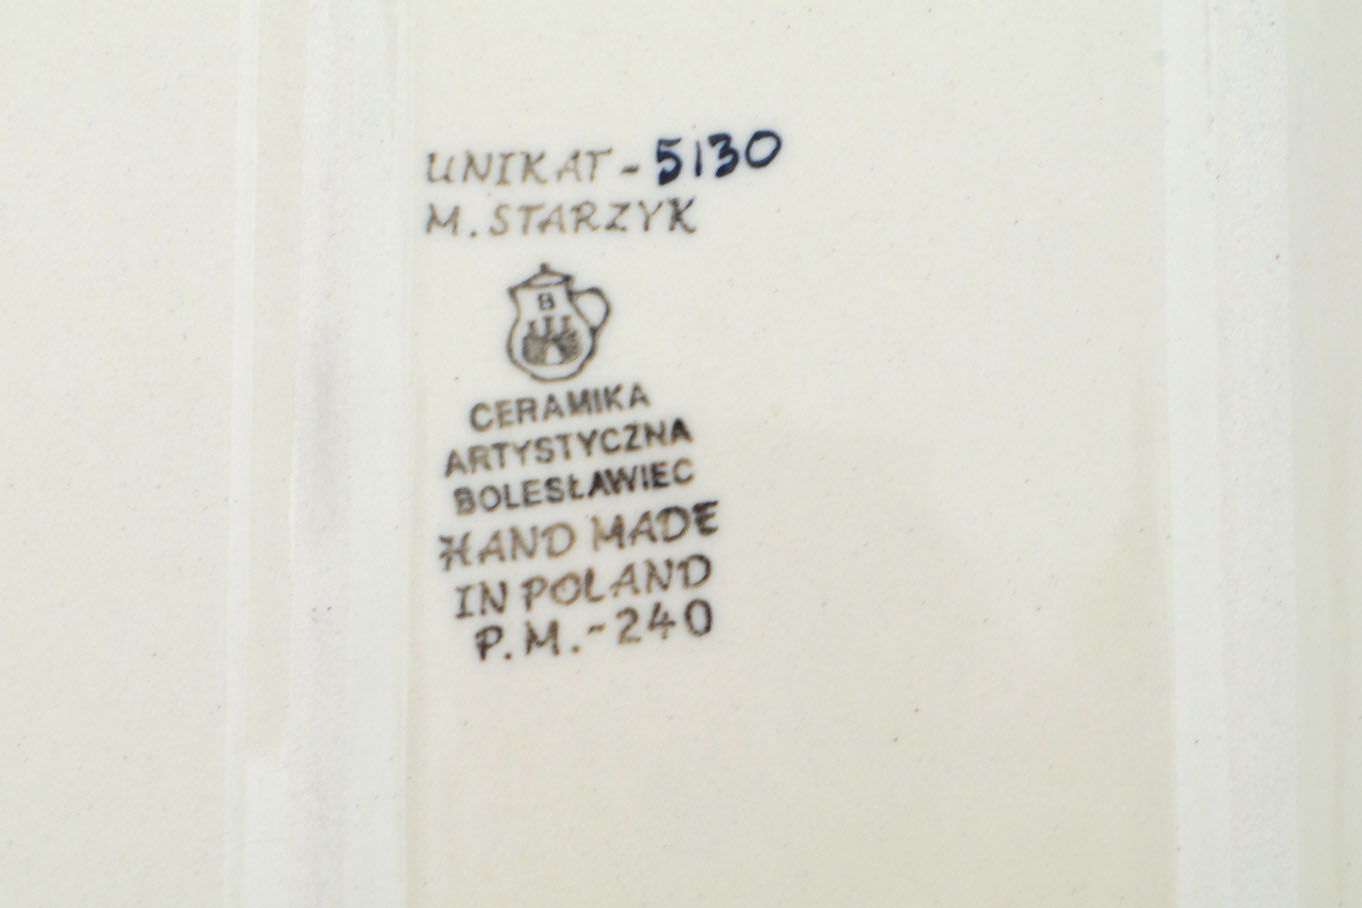 UNIKAT - 5130
M. STARZYK
B
CERAMIKA
ARTYSTYCZNA
BOLESŁAWIEC
HAND MADE
IN POLAND
P.M.-240